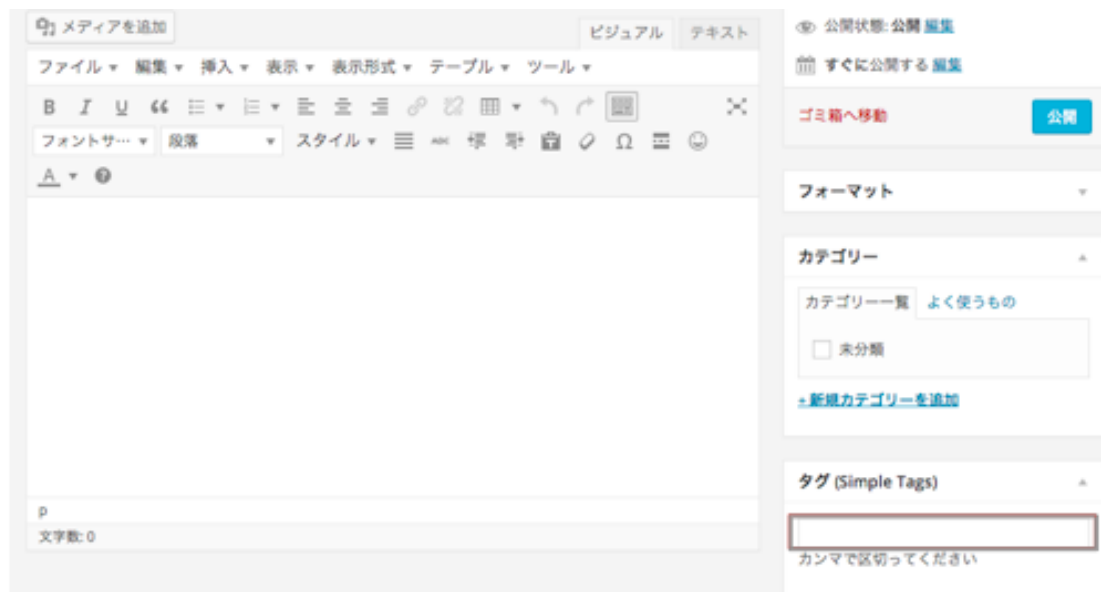 メディアを追加
ビジュアル テキスト
ファイル 編集 挿入 表示 表示形式 テーブル ツール
B I U
フォントサ… 段落 スタイル ABC Ω
A
P
文字数: 0
公開状態: 公開 編集
すぐに公開する 編集
ゴミ箱へ移動 公開
フォーマット
カテゴリー
カテゴリー一覧 よく使うもの
未分類
+ 新規カテゴリーを追加
タグ (Simple Tags)
カンマで区切ってください